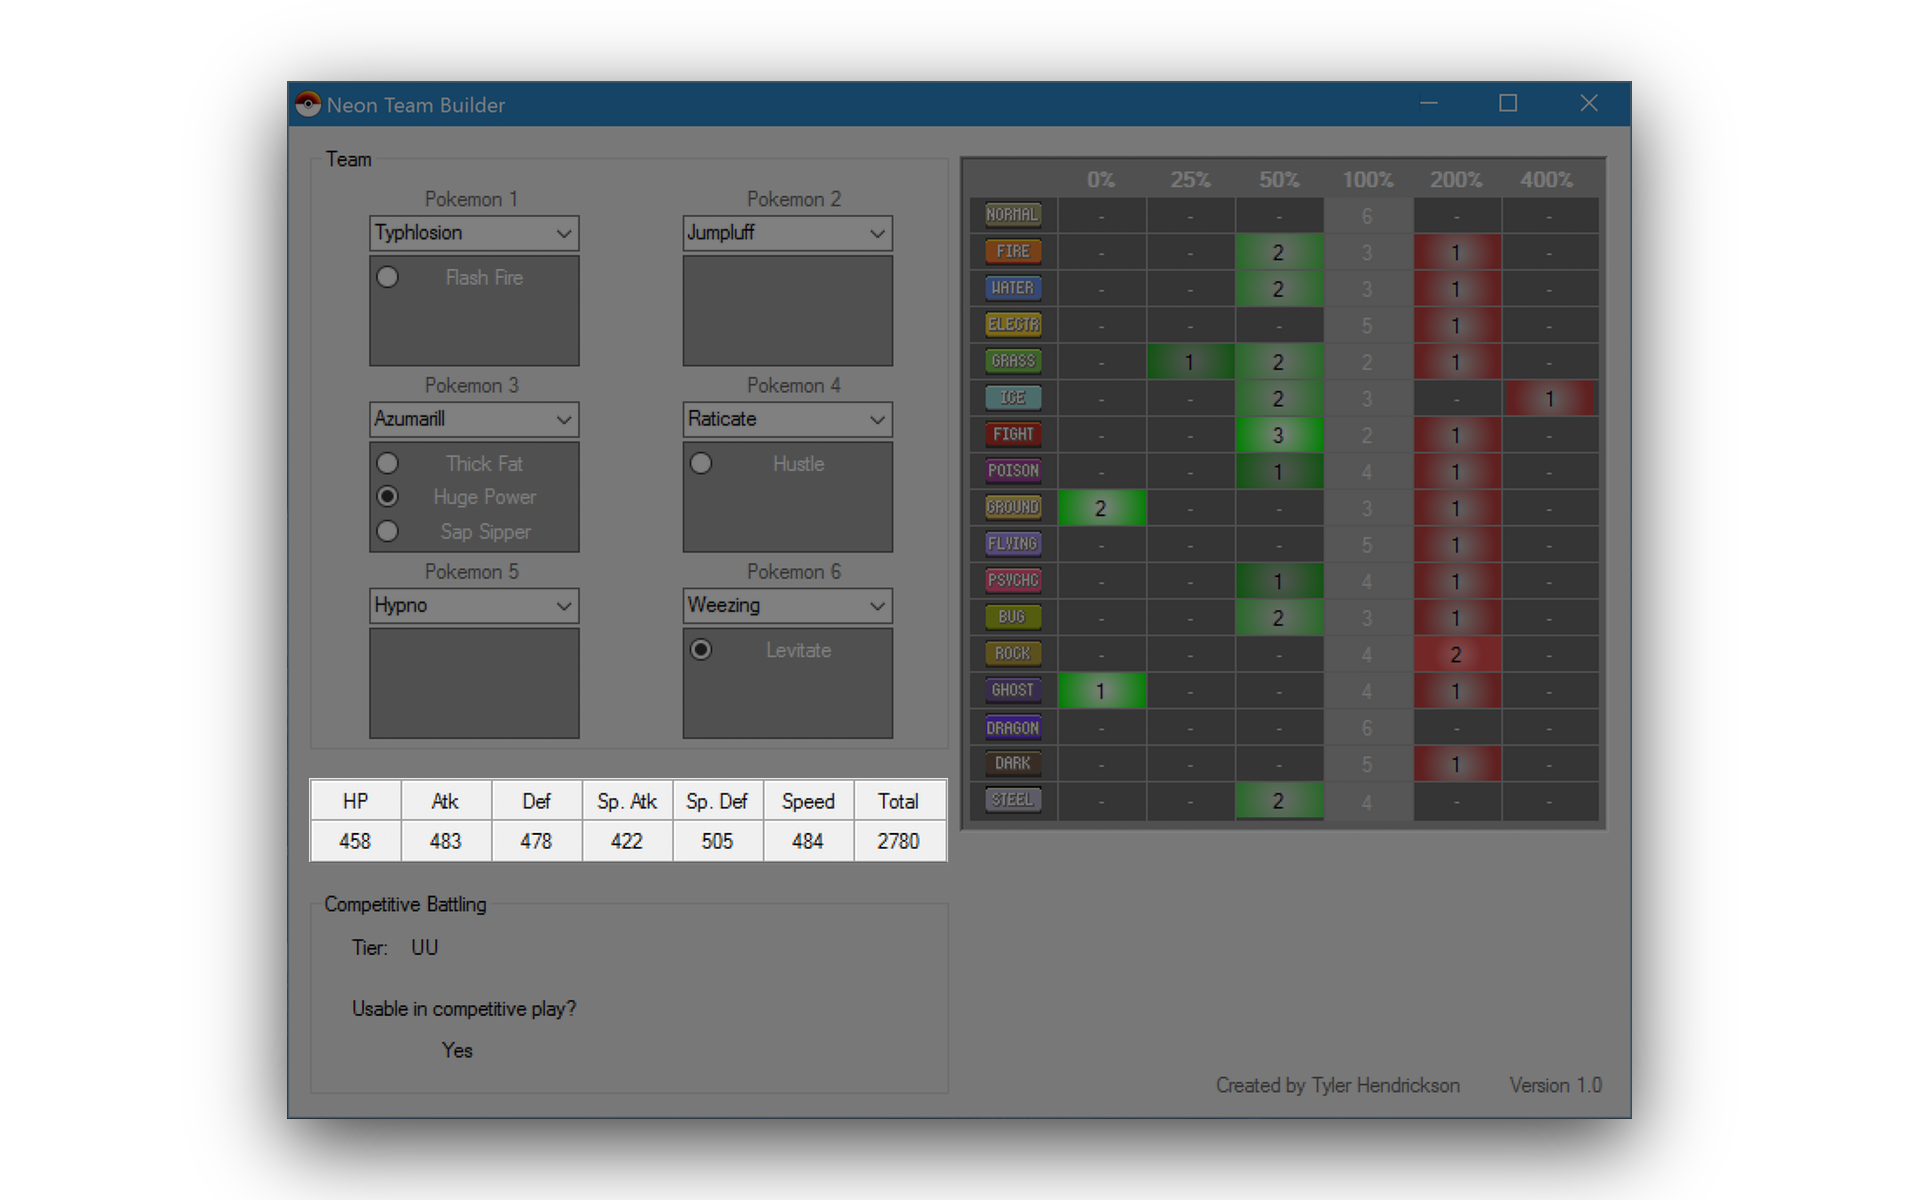 Neon Team Builder
Team
Pokemon 1
Pokemon 2
Typhlosion
Jumpluff
Flash Fire
Pokemon 3
Pokemon 4
Azumarill
Raticate
Thick Fat
Hustle
Huge Power
Sap Sipper
Pokemon 5
Pokemon 6
Hypno
Weezing
Levitate
HP Atk Def Sp. Atk Sp. Def Speed Total
458 483 478 422 505 484 2780
Competitive Battling
Tier: UU
Usable in competitive play?
Yes
0% 25% 50% 100% 200% 400%
NORMAL - - - 6 - -
FIRE - - 2 3 1 -
WATER - - 2 3 1 -
ELECTR - - - 5 1 -
GRASS - 1 2 2 1 -
ICE - - 2 3 - 1
FIGHT - - 3 2 1 -
POISON - - 1 4 1 -
GROUND 2 - - 3 1 -
FLYING - - - 5 1 -
PSYCHC - - 1 4 1 -
BUG - - 2 3 1 -
ROCK - - - 4 2 -
GHOST 1 - - 4 1 -
DRAGON - - - 6 - -
DARK - - - 5 1 -
STEEL - - 2 4 - -
Created by Tyler Hendrickson Version 1.0